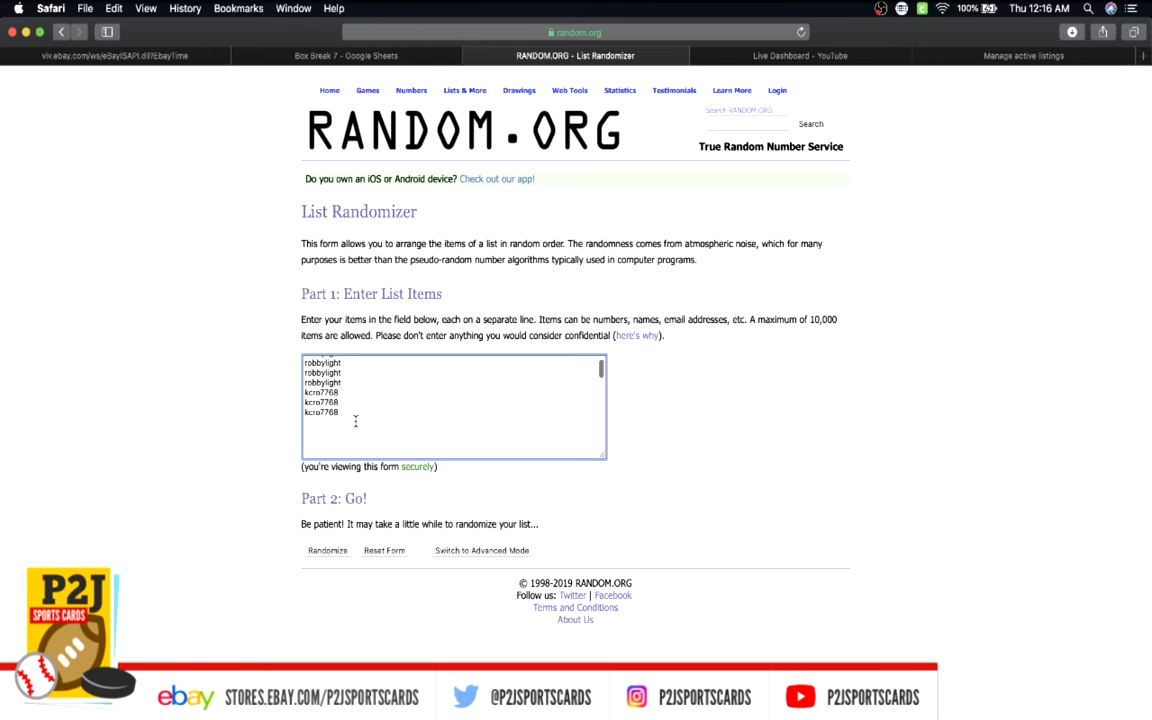 Safari File Edit View History Bookmarks Window Help 100% Thu 12:16 AM
random.org
viv.ebay.com/ws/eBayISAPI.dll?EbayTime Box Break 7 - Google Sheets RANDOM.ORG - List Randomizer Live Dashboard - YouTube Manage active listings
Home Games Numbers Lists & More Drawings Web Tools Statistics Testimonials Learn More Login
Search RANDOM.ORG
RANDOM.ORG
Search
True Random Number Service
Do you own an iOS or Android device? Check out our app!
List Randomizer
This form allows you to arrange the items of a list in random order. The randomness comes from atmospheric noise, which for many
purposes is better than the pseudo-random number algorithms typically used in computer programs.
Part 1: Enter List Items
Enter your items in the field below, each on a separate line. Items can be numbers, names, email addresses, etc. A maximum of 10,000
items are allowed. Please don't enter anything you would consider confidential (here's why).
robbylight
robbylight
robbylight
kcro7768
kcro7768
kcro7768
(you're viewing this form securely)
Part 2: Go!
Be patient! It may take a little while to randomize your list...
Randomize Reset Form Switch to Advanced Mode
© 1998-2019 RANDOM.ORG
Follow us: Twitter | Facebook
Terms and Conditions
About Us
P2J
SPORTS CARDS
ebay STORES.EBAY.COM/P2JSPORTSCARDS @P2JSPORTSCARDS P2JSPORTSCARDS P2JSPORTSCARDS